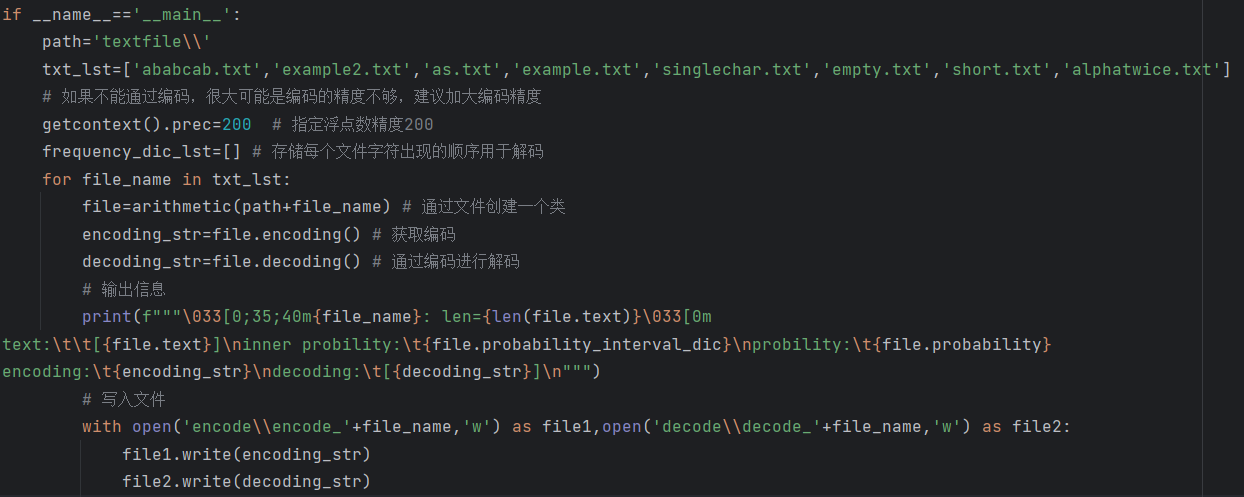 if __name__=='__main__':
    path='textfile\\'
    txt_lst=['ababcab.txt','example2.txt','as.txt','example.txt','singlechar.txt','empty.txt','short.txt','alphatwice.txt']
    # 如果不能通过编码，很大可能是编码的精度不够，建议加大编码精度
    getcontext().prec=200  # 指定浮点数精度200
    frequency_dic_lst=[] # 存储每个文件字符出现的顺序用于解码
    for file_name in txt_lst:
        file=arithmetic(path+file_name) # 通过文件创建一个类
        encoding_str=file.encoding() # 获取编码
        decoding_str=file.decoding() # 通过编码进行解码
        # 输出信息
        print(f"""\033[0;35;40m{file_name}: len={len(file.text)}\033[0m
text:\t\t[{file.text}]\ninner probility:\t{file.probability_interval_dic}\nprobility:\t{file.probability}
encoding:\t{encoding_str}\ndecoding:\t[{decoding_str}]\n""")
        # 写入文件
        with open('encode\\encode_'+file_name,'w') as file1,open('decode\\decode_'+file_name,'w') as file2:
            file1.write(encoding_str)
            file2.write(decoding_str)